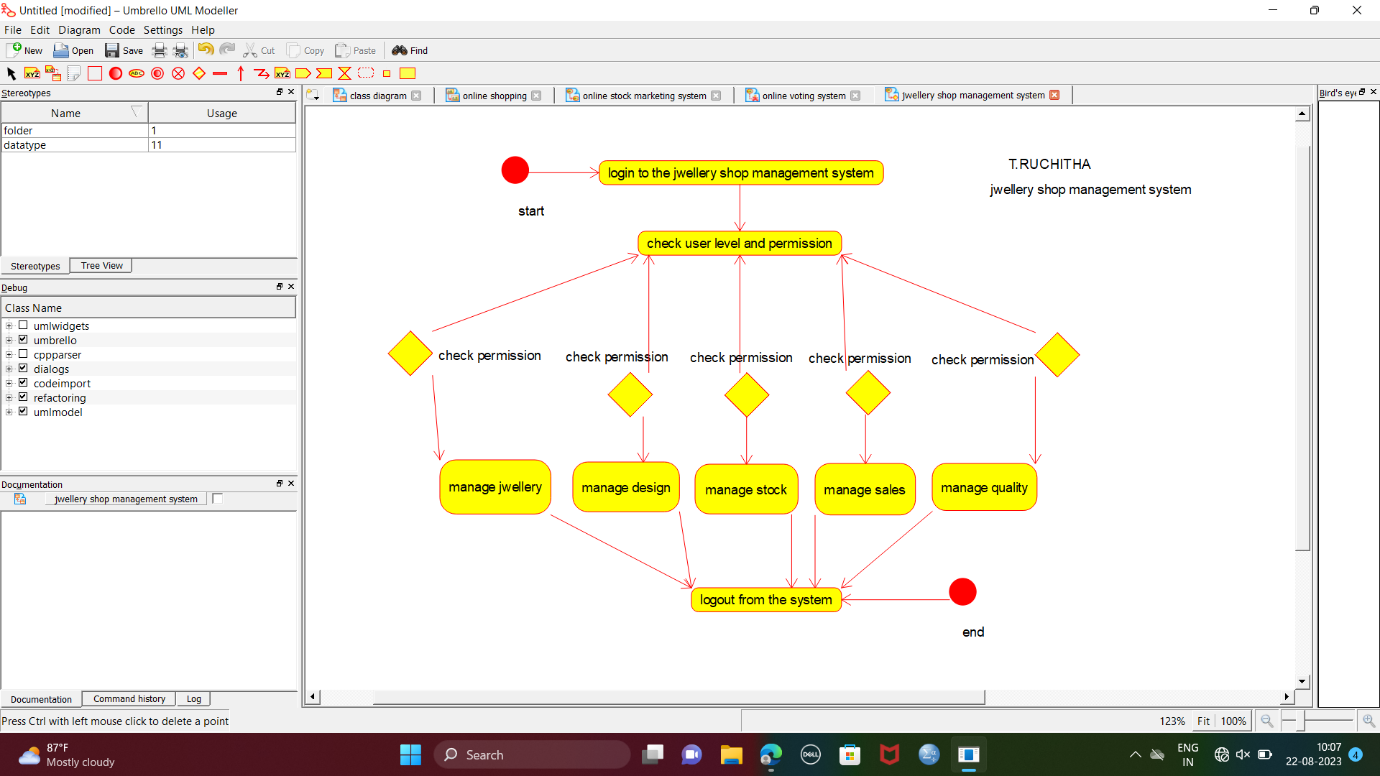 Untitled [modified] – Umbrello UML Modeller
File Edit Diagram Code Settings Help
New Open Save Cut Copy Paste Find
XYZ ABC XYZ
Stereotypes
Name Usage
folder 1
datatype 11
Stereotypes Tree View
Debug
Class Name
umlwidgets
umbrello
cppparser
dialogs
codeimport
refactoring
umlmodel
Documentation
jwellery shop management system
Documentation Command history Log
Press Ctrl with left mouse click to delete a point
class diagram online shopping online stock marketing system online voting system jwellery shop management system
Bird's eye
T.RUCHITHA
jwellery shop management system
login to the jwellery shop management system
start
check user level and permission
check permission check permission check permission check permission check permission
manage jwellery manage design manage stock manage sales manage quality
logout from the system
end
123% Fit 100%
87°F
Mostly cloudy
Search
DELL
ENG
IN
10:07
22-08-2023
4